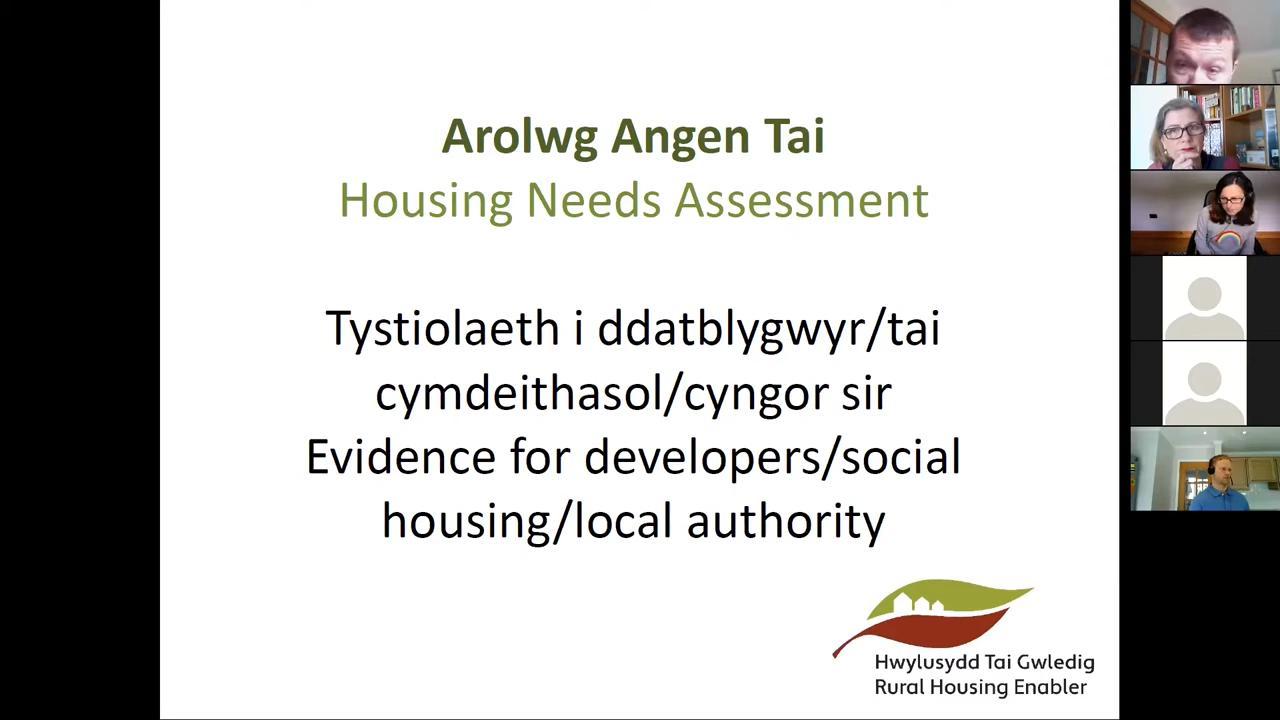 Arolwg Angen Tai
Housing Needs Assessment
Tystiolaeth i ddatblygwyr/tai
cymdeithasol/cyngor sir
Evidence for developers/social
housing/local authority
Hwylusydd Tai Gwledig
Rural Housing Enabler